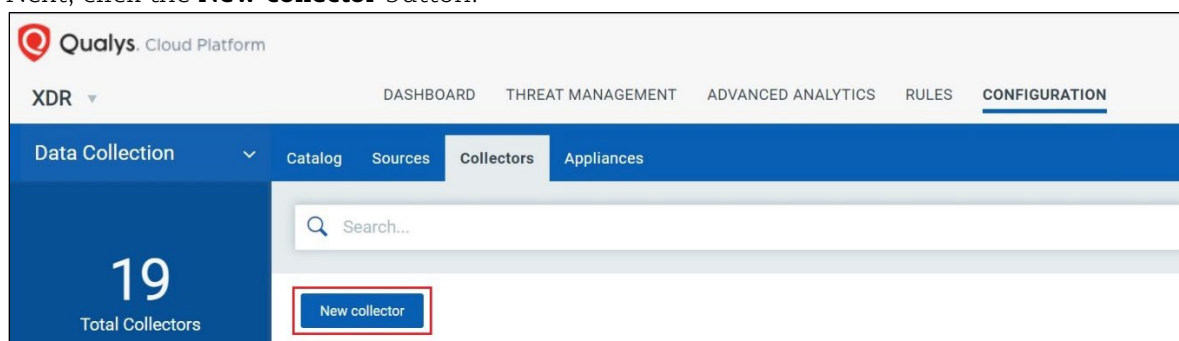 Next, click the New collector button.
Qualys. Cloud Platform
XDR
DASHBOARD THREAT MANAGEMENT ADVANCED ANALYTICS RULES CONFIGURATION
Data Collection
Catalog Sources Collectors Appliances
Search...
19
Total Collectors
New collector